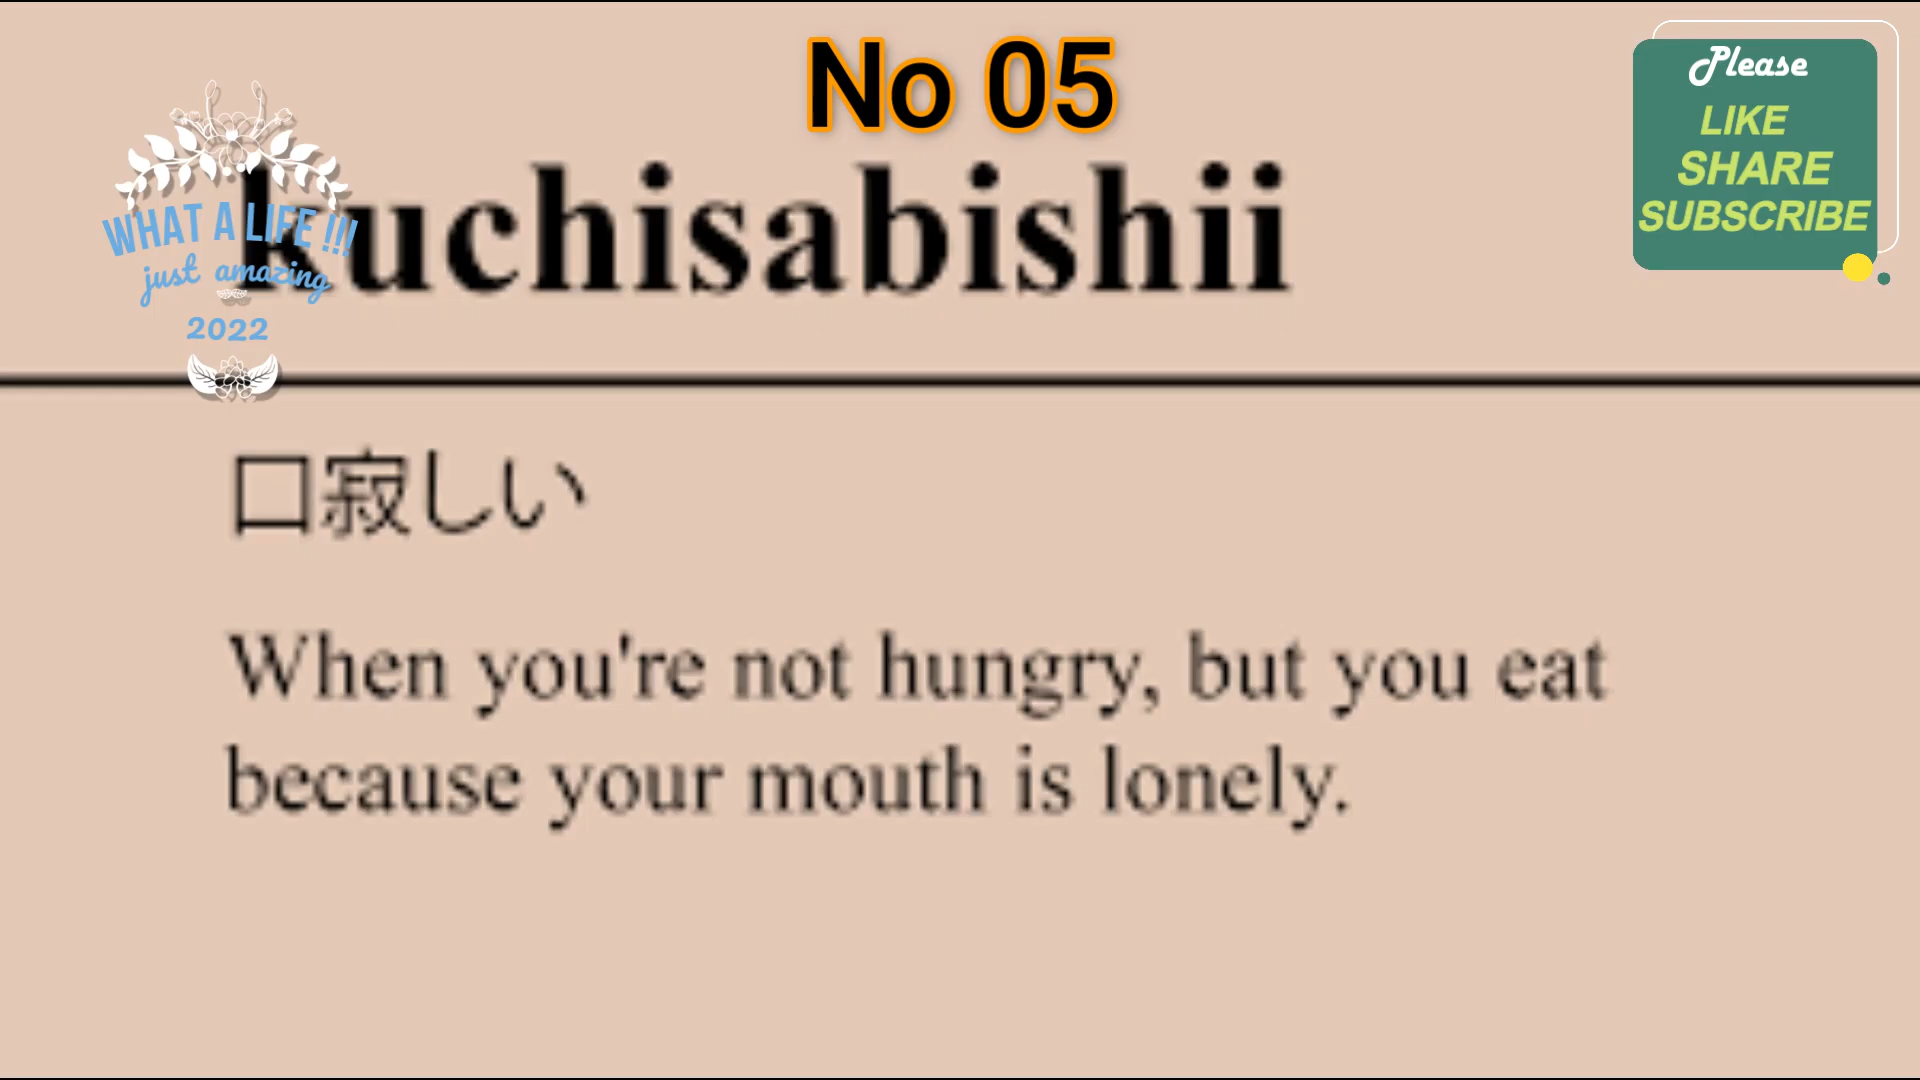 No 05
Please
LIKE
SHARE
SUBSCRIBE
WHAT A LIFE !!!
just amazing
2022
kuchisabishii
口寂しい
When you're not hungry, but you eat
because your mouth is lonely.